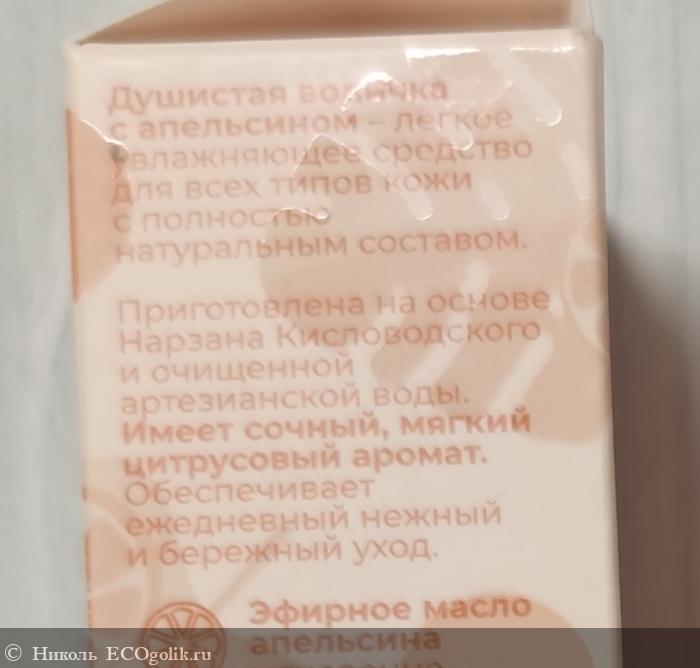 Душистая водичка
с апельсином – легкое
увлажняющее средство
для всех типов кожи
с полностью
натуральным составом.
Приготовлена на основе
Нарзана Кисловодского
и очищенной
артезианской воды.
Имеет сочный, мягкий
цитрусовый аромат.
Обеспечивает
ежедневный нежный
и бережный уход.
Эфирное масло
апельсина
© Николь ECOgolik.ru